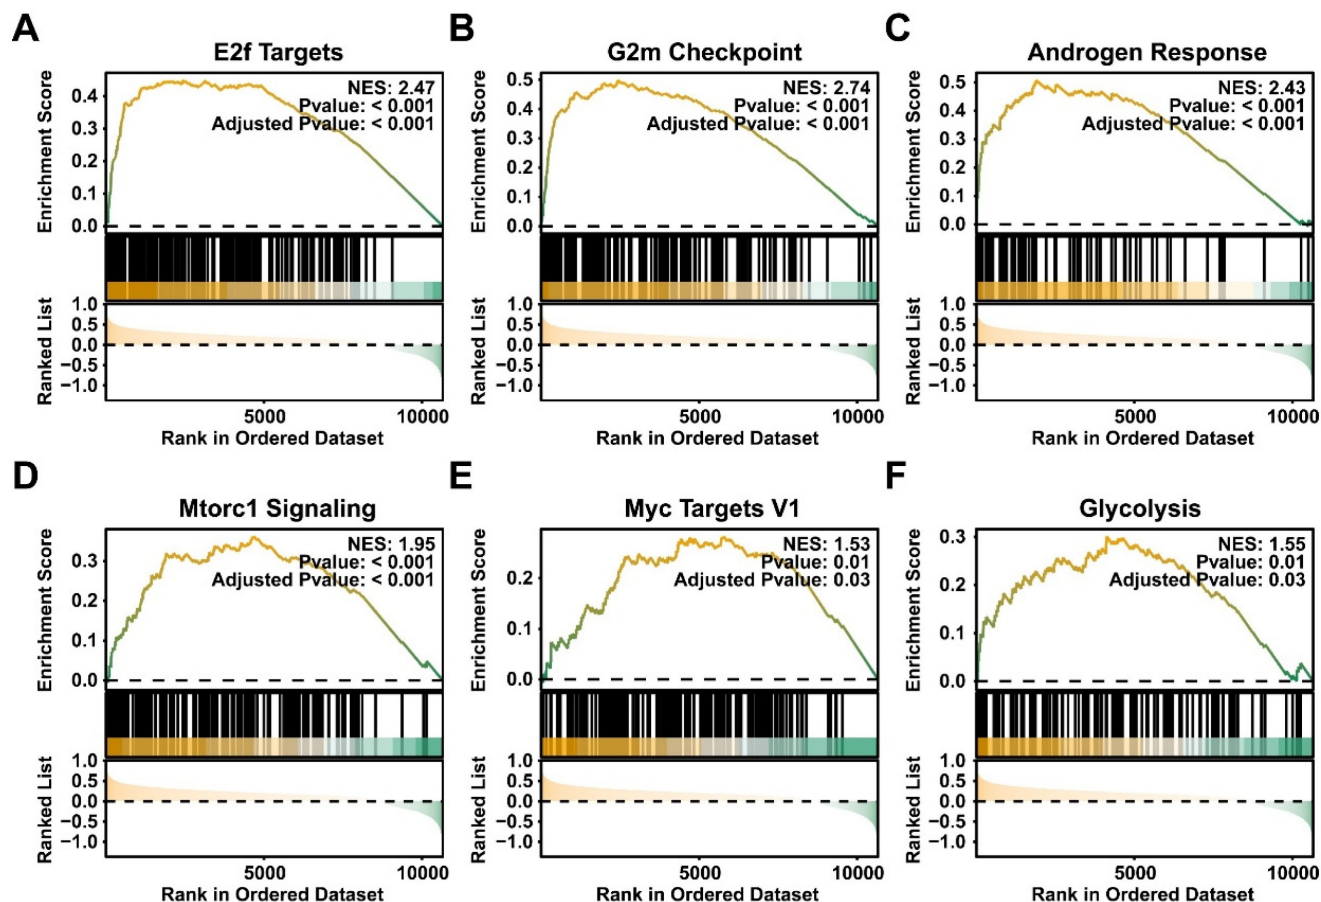 A
E2f Targets
NES: 2.47
Pvalue: < 0.001
Adjusted Pvalue: < 0.001
Enrichment Score
0.4
0.3
0.2
0.1
0.0
Ranked List
1.0
0.5
0.0
−0.5
−1.0
5000
10000
Rank in Ordered Dataset
B
G2m Checkpoint
NES: 2.74
Pvalue: < 0.001
Adjusted Pvalue: < 0.001
Enrichment Score
0.5
0.4
0.3
0.2
0.1
0.0
Ranked List
1.0
0.5
0.0
−0.5
−1.0
5000
10000
Rank in Ordered Dataset
C
Androgen Response
NES: 2.43
Pvalue: < 0.001
Adjusted Pvalue: < 0.001
Enrichment Score
0.5
0.4
0.3
0.2
0.1
0.0
Ranked List
1.0
0.5
0.0
−0.5
−1.0
5000
10000
Rank in Ordered Dataset
D
Mtorc1 Signaling
NES: 1.95
Pvalue: < 0.001
Adjusted Pvalue: < 0.001
Enrichment Score
0.3
0.2
0.1
0.0
Ranked List
1.0
0.5
0.0
−0.5
−1.0
5000
10000
Rank in Ordered Dataset
E
Myc Targets V1
NES: 1.53
Pvalue: 0.01
Adjusted Pvalue: 0.03
Enrichment Score
0.2
0.1
0.0
Ranked List
1.0
0.5
0.0
−0.5
−1.0
5000
10000
Rank in Ordered Dataset
F
Glycolysis
NES: 1.55
Pvalue: 0.01
Adjusted Pvalue: 0.03
Enrichment Score
0.3
0.2
0.1
0.0
Ranked List
1.0
0.5
0.0
−0.5
−1.0
5000
10000
Rank in Ordered Dataset